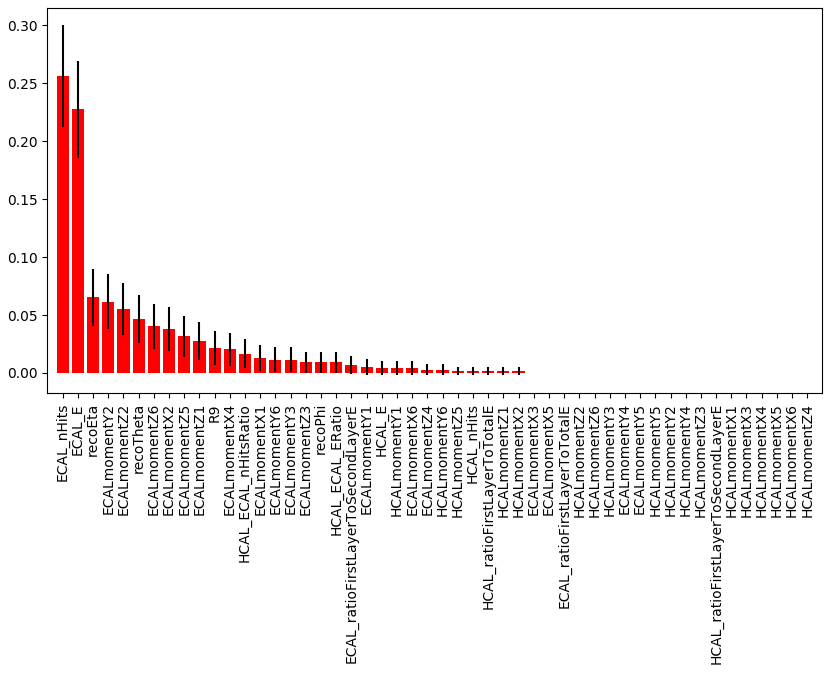 0.30
0.25
0.20
0.15
0.10
0.05
0.00
ECAL_nHits
ECAL_E
recoEta
ECALmomentY2
ECALmomentZ2
recoTheta
ECALmomentZ6
ECALmomentX2
ECALmomentZ5
ECALmomentZ1
R9
ECALmomentX4
HCAL_ECAL_nHitsRatio
ECALmomentX1
ECALmomentY6
ECALmomentY3
ECALmomentZ3
recoPhi
HCAL_ECAL_ERatio
ECAL_ratioFirstLayerToSecondLayerE
ECALmomentY1
HCAL_E
HCALmomentY1
ECALmomentX6
ECALmomentZ4
HCALmomentY6
HCALmomentZ5
HCAL_nHits
HCAL_ratioFirstLayerToTotalE
HCALmomentZ1
HCALmomentX2
ECALmomentX3
ECALmomentX5
ECAL_ratioFirstLayerToTotalE
HCALmomentZ2
HCALmomentZ6
HCALmomentY3
ECALmomentY4
ECALmomentY5
HCALmomentY5
HCALmomentY2
HCALmomentY4
HCALmomentZ3
HCAL_ratioFirstLayerToSecondLayerE
HCALmomentX1
HCALmomentX3
HCALmomentX4
HCALmomentX5
HCALmomentX6
HCALmomentZ4